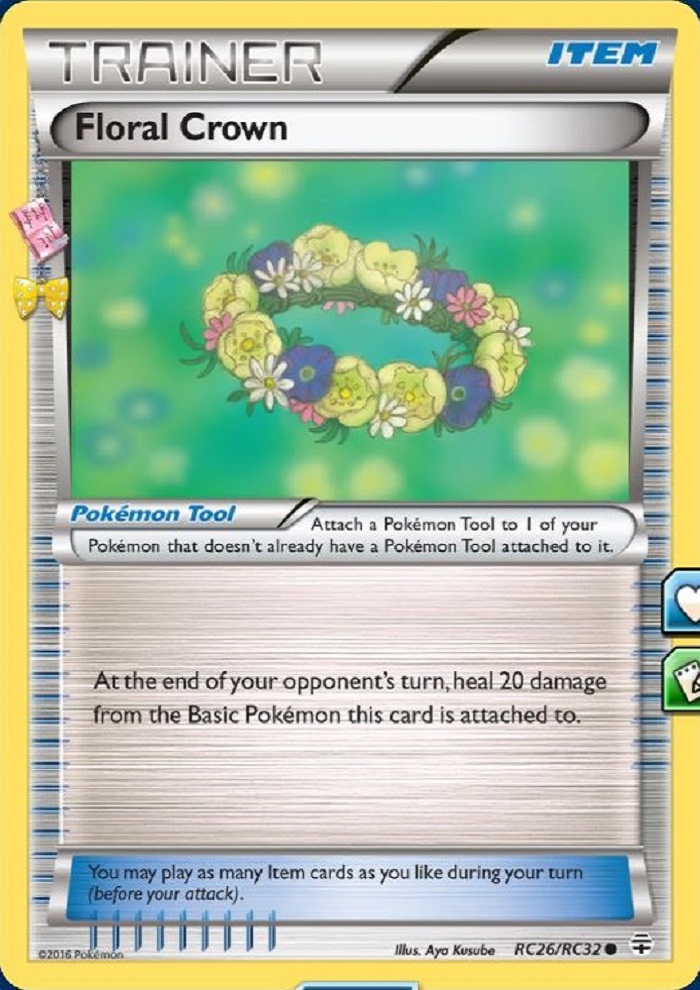 TRAINER
ITEM
Floral Crown
Pokémon Tool
Attach a Pokémon Tool to 1 of your
Pokémon that doesn't already have a Pokémon Tool attached to it.
At the end of your opponent's turn, heal 20 damage
from the Basic Pokémon this card is attached to.
You may play as many Item cards as you like during your turn
(before your attack).
©2016 Pokémon
Illus. Aya Kusube
RC26/RC32